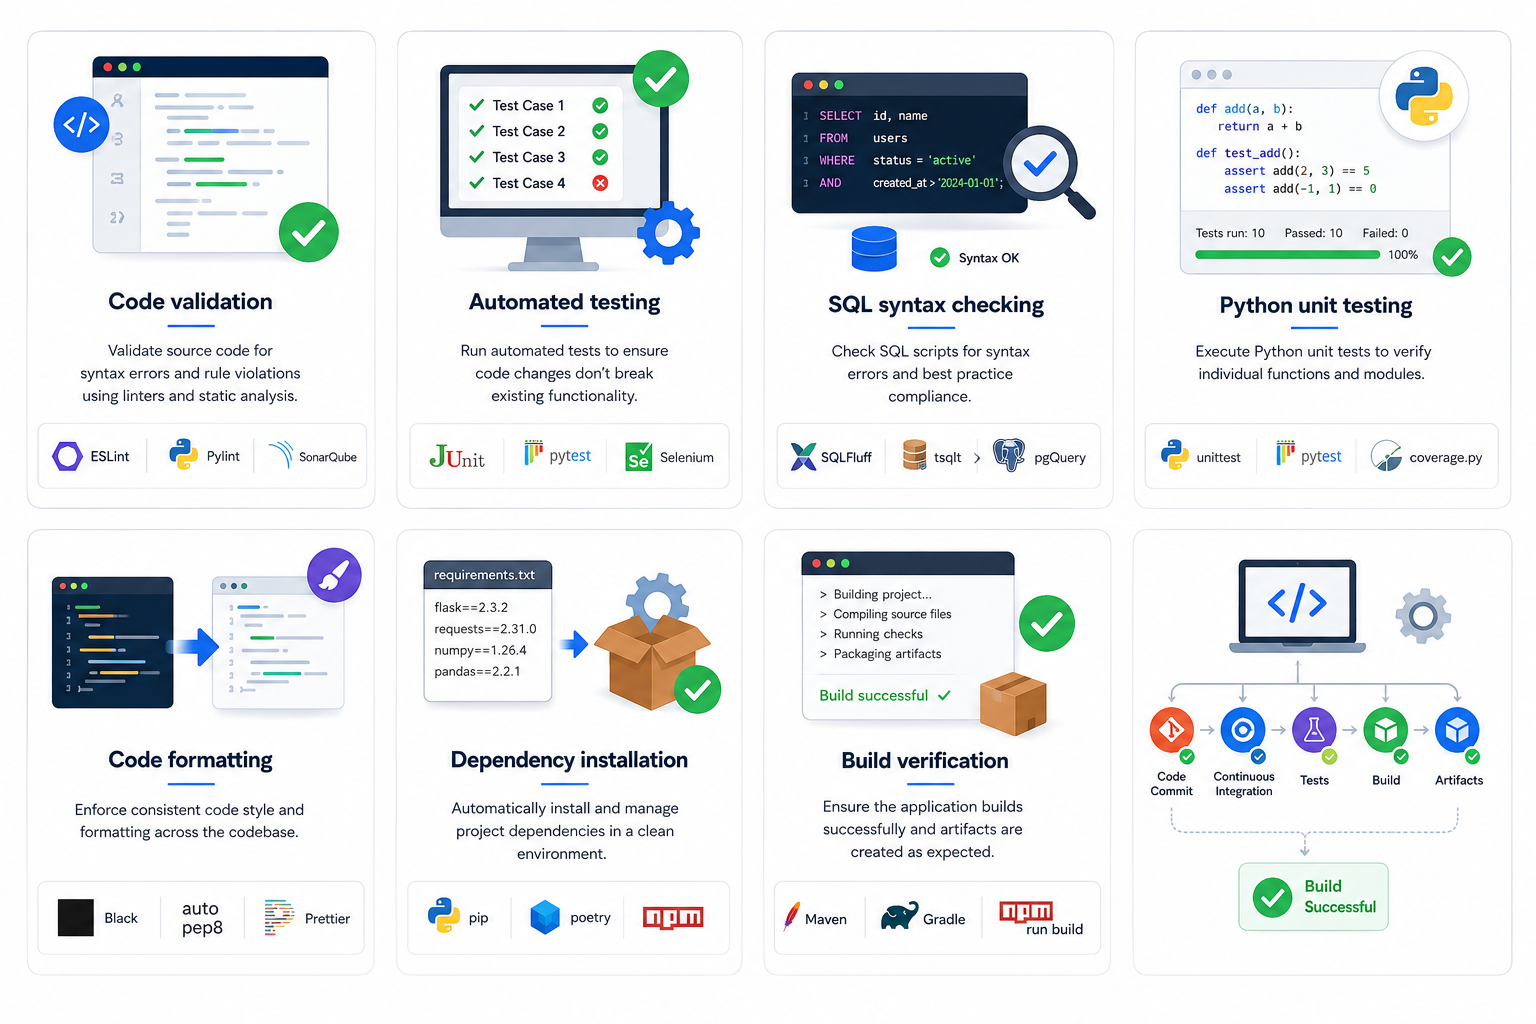 </>
Test Case 1
Test Case 2
Test Case 3
Test Case 4
SELECT id, name
FROM users
WHERE status = 'active'
AND created_at > '2024-01-01';
Syntax OK
def add(a, b):
return a + b
def test_add():
assert add(2, 3) == 5
assert add(-1, 1) == 0
Tests run: 10 Passed: 10 Failed: 0
100%
Code validation
Validate source code for
syntax errors and rule violations
using linters and static analysis.
ESLint
Pylint
SonarQube
Automated testing
Run automated tests to ensure
code changes don't break
existing functionality.
JUnit
pytest
Se
Selenium
SQL syntax checking
Check SQL scripts for syntax
errors and best practice
compliance.
SQLFluff
tsqlt
pgQuery
Python unit testing
Execute Python unit tests to verify
individual functions and modules.
unittest
pytest
coverage.py
Code formatting
Enforce consistent code style and
formatting across the codebase.
Black
auto
pep8
Prettier
requirements.txt
flask==2.3.2
requests==2.31.0
numpy==1.26.4
pandas==2.2.1
Dependency installation
Automatically install and manage
project dependencies in a clean
environment.
pip
poetry
npm
> Building project...
> Compiling source files
> Running checks
> Packaging artifacts
Build successful
Build verification
Ensure the application builds
successfully and artifacts are
created as expected.
Maven
Gradle
npm
run build
</>
Code
Commit
Continuous
Integration
Tests
Build
Artifacts
Build
Successful